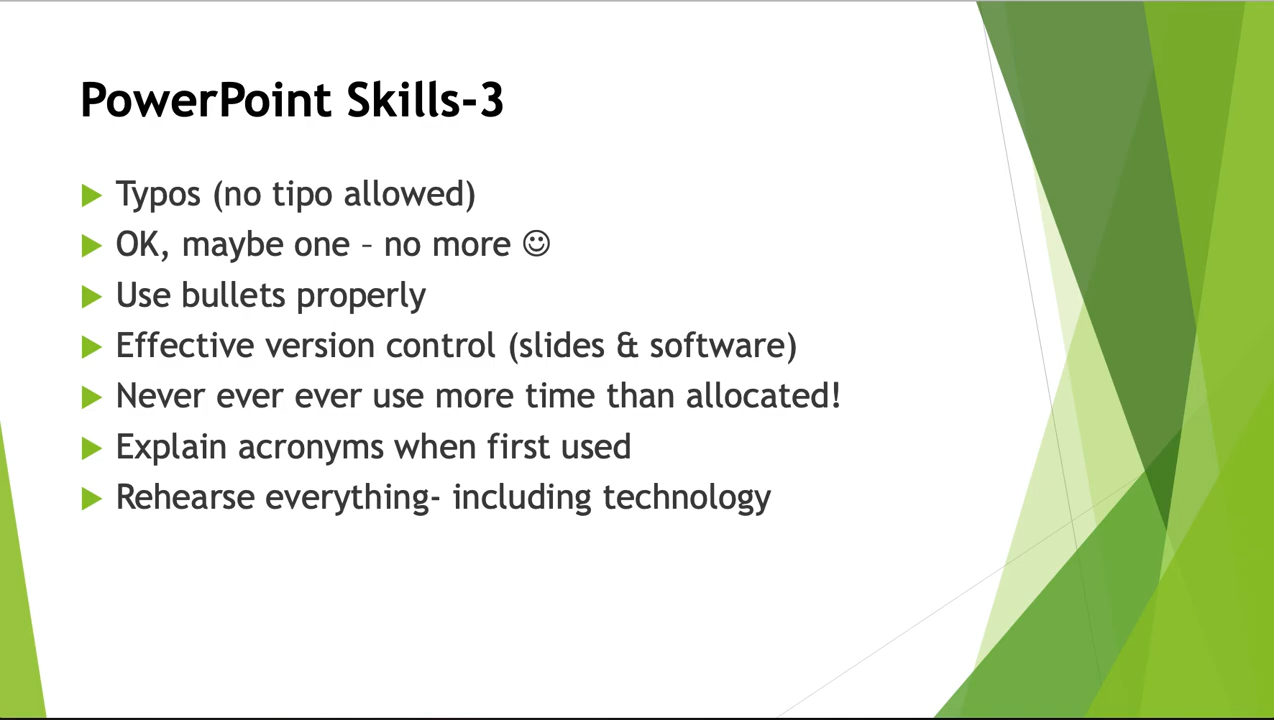 PowerPoint Skills-3
Typos (no tipo allowed)
OK, maybe one – no more ☺
Use bullets properly
Effective version control (slides & software)
Never ever ever use more time than allocated!
Explain acronyms when first used
Rehearse everything- including technology